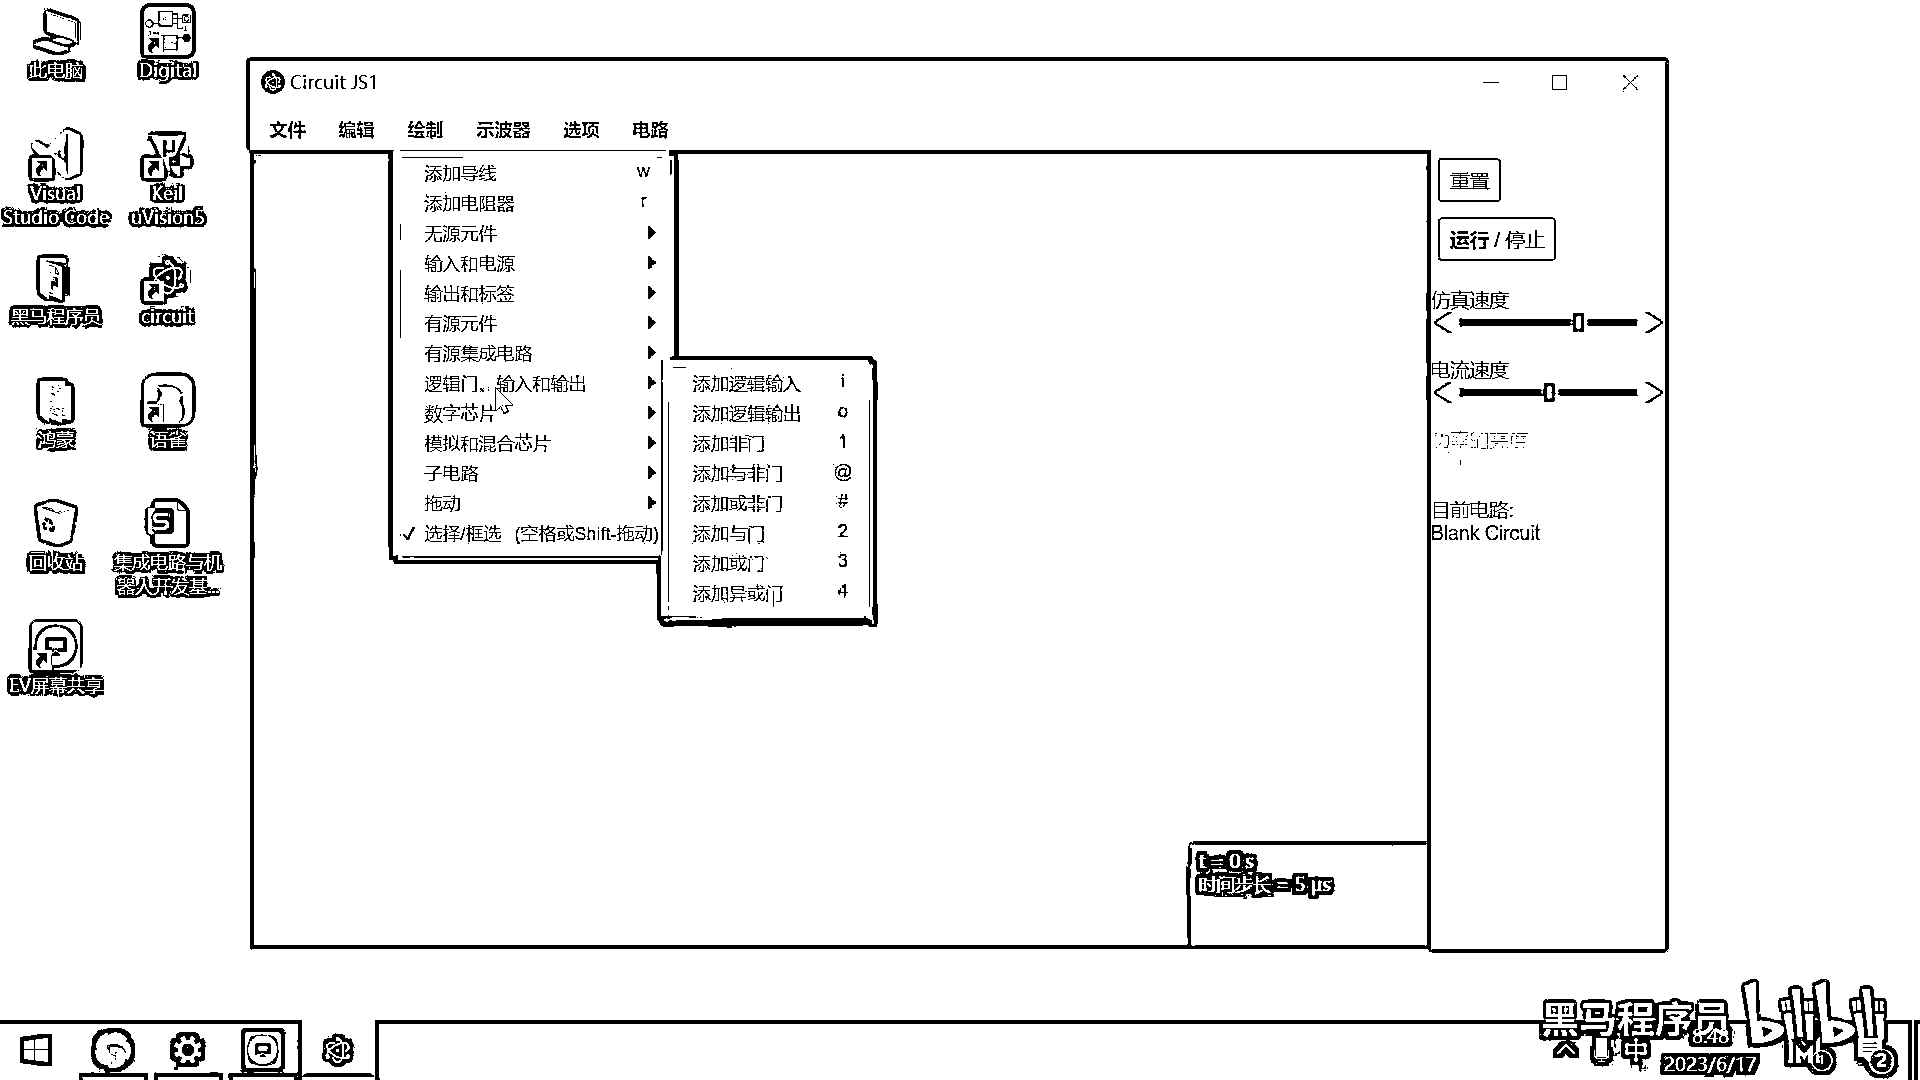 此电脑
Digital
Visual
Studio Code
Keil
uVision5
黑马程序员
circuit
鸿蒙
语雀
回收站
集成电路与机
器人开发基...
EV屏幕共享
Circuit JS1
文件 编辑 绘制 示波器 选项 电路
添加导线 w
添加电阻器 r
无源元件
输入和电源
输出和标签
有源元件
有源集成电路
逻辑门、输入和输出
数字芯片
模拟和混合芯片
子电路
拖动
✓ 选择/框选 (空格或Shift-拖动)
添加逻辑输入 i
添加逻辑输出 o
添加非门 1
添加与非门 @
添加或非门 #
添加与门 2
添加或门 3
添加异或门 4
重置
运行 / 停止
仿真速度
电流速度
目前电路:
Blank Circuit
t = 0 s
时间步长 = 5 µs
黑马程序员 bilibili
中
8:48
2023/6/17
2